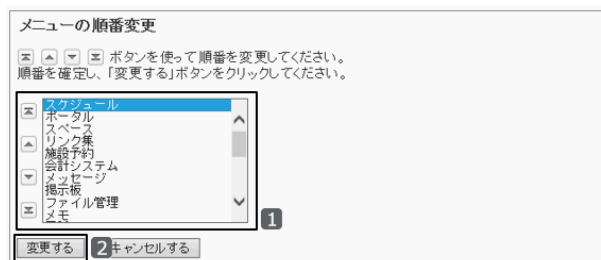 メニューの順番変更
ボタンを使って順番を変更してください。
順番を確定し、「変更する」ボタンをクリックしてください。
スケジュール
ポータル
スペース
リンク集
施設予約
会計システム
メッセージ
掲示板
ファイル管理
メモ
1
変更する 2 キャンセルする